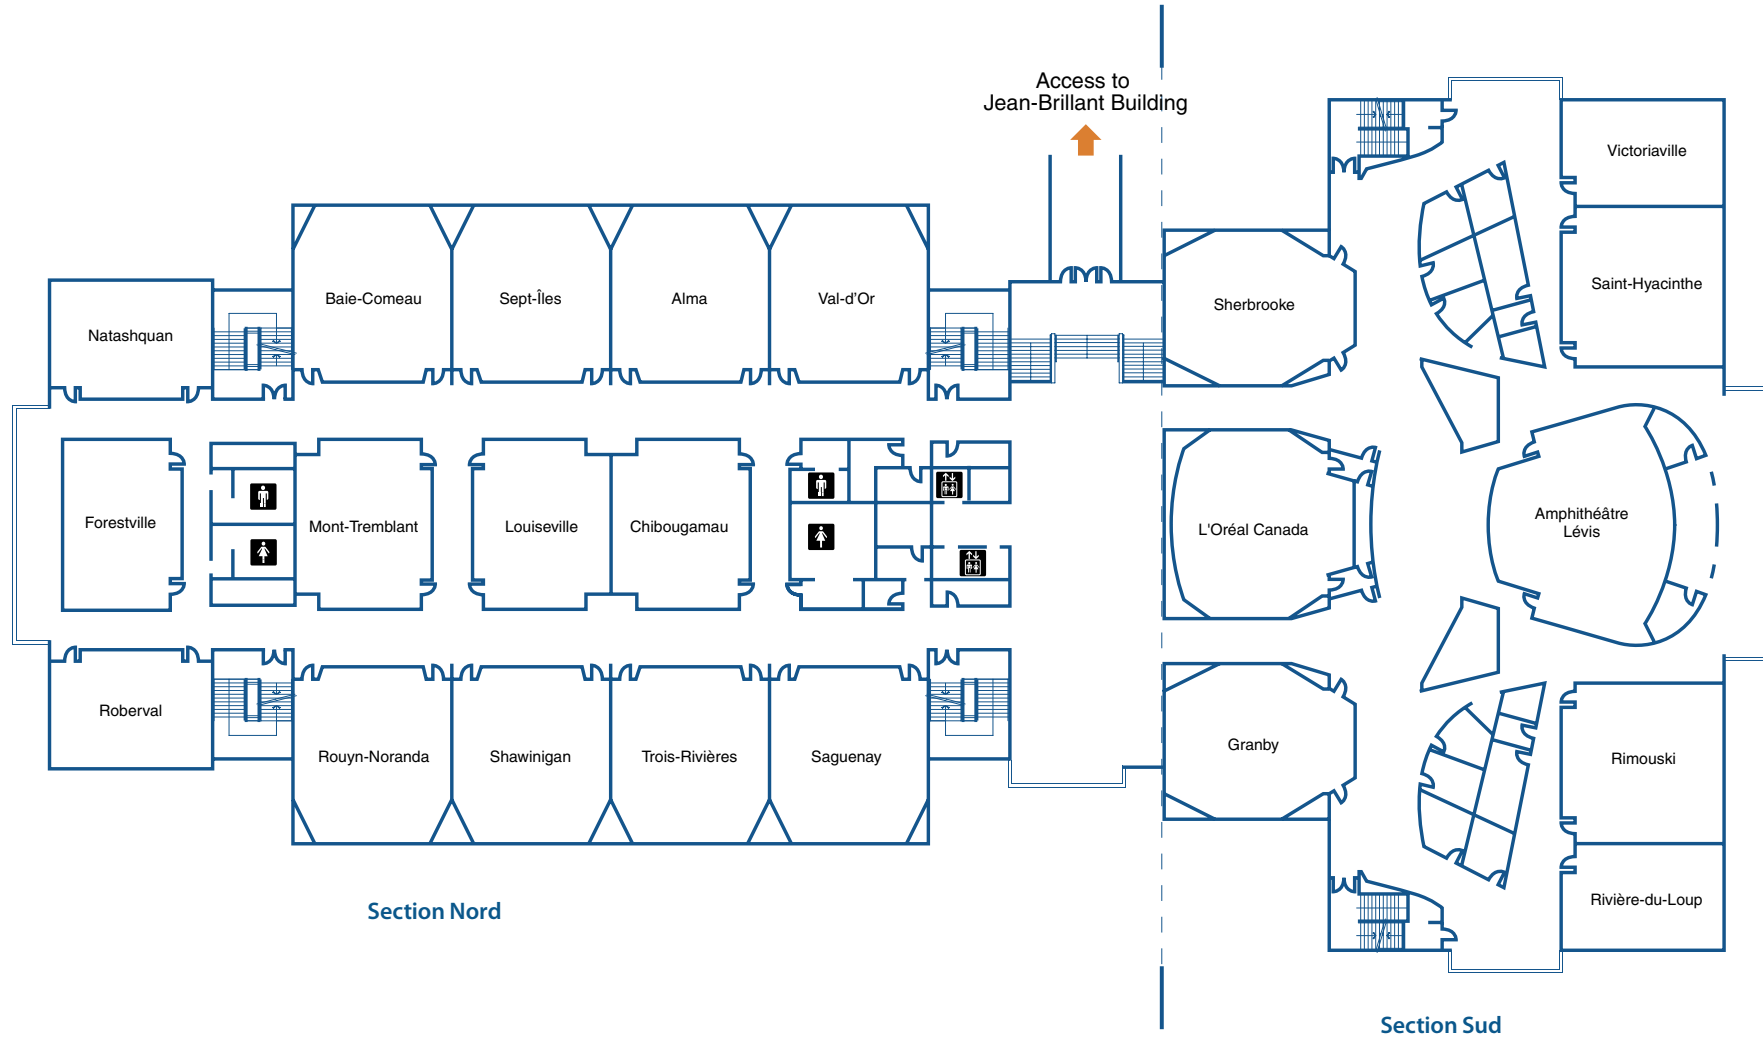 Access to
Jean-Brillant Building
Victoriaville
Saint-Hyacinthe
Baie-Comeau
Sept-Îles
Alma
Val-d'Or
Sherbrooke
Natashquan
Forestville
Mont-Tremblant
Louiseville
Chibougamau
L'Oréal Canada
Amphithéâtre
Lévis
Roberval
Rouyn-Noranda
Shawinigan
Trois-Rivières
Saguenay
Granby
Rimouski
Rivière-du-Loup
Section Nord
Section Sud